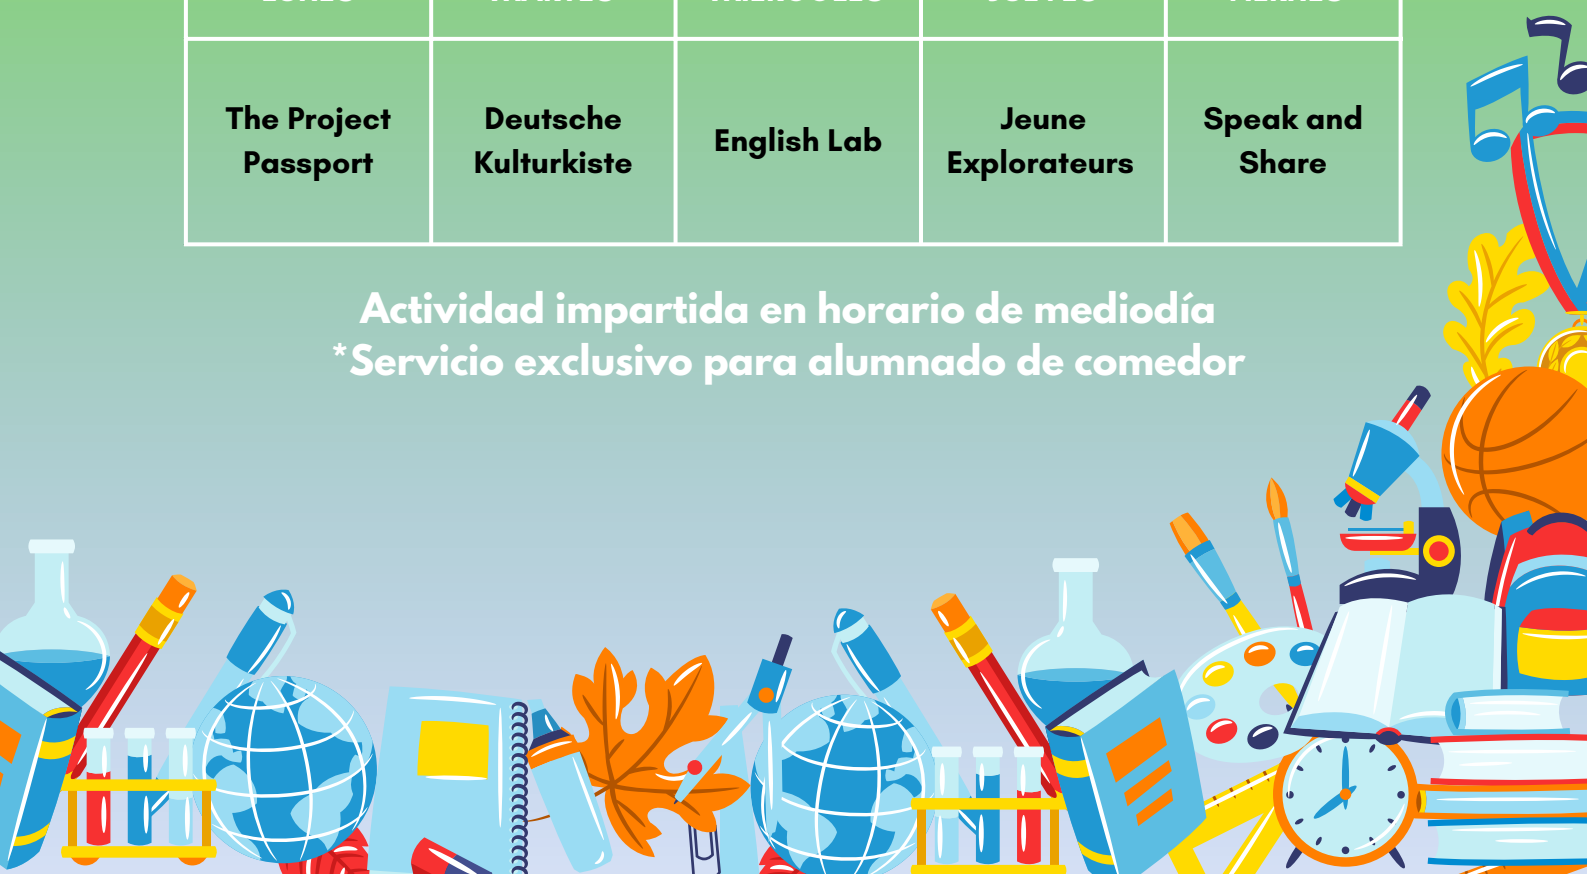 The Project
Passport
Deutsche
Kulturkiste
English Lab
Jeune
Explorateurs
Speak and
Share
Actividad impartida en horario de mediodía
*Servicio exclusivo para alumnado de comedor